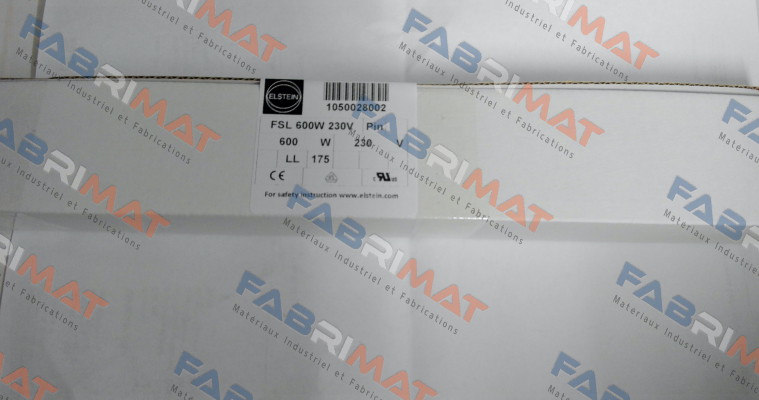 ELSTEIN
1050028002
FSL 600W 230V Pin
600 W 230 V
LL 175
CE
For safety instruction www.elstein.com
FABRIMAT
Matériaux Industriel et Fabrications